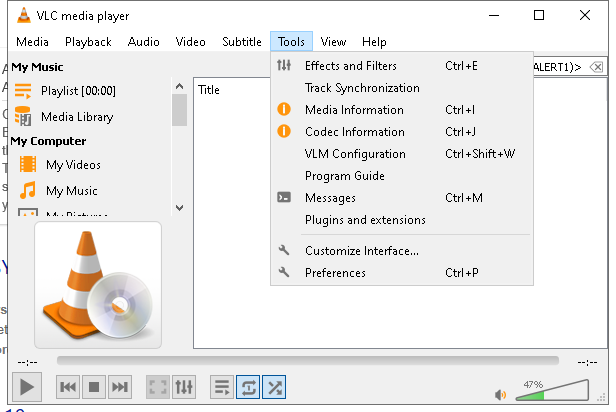 VLC media player
Media Playback Audio Video Subtitle Tools View Help
My Music
Playlist [00:00]
Media Library
My Computer
My Videos
My Music
My Pictures
Title
ALERT1)>
Effects and Filters Ctrl+E
Track Synchronization
Media Information Ctrl+I
Codec Information Ctrl+J
VLM Configuration Ctrl+Shift+W
Program Guide
Messages Ctrl+M
Plugins and extensions
Customize Interface...
Preferences Ctrl+P
--:-- --:--
47%